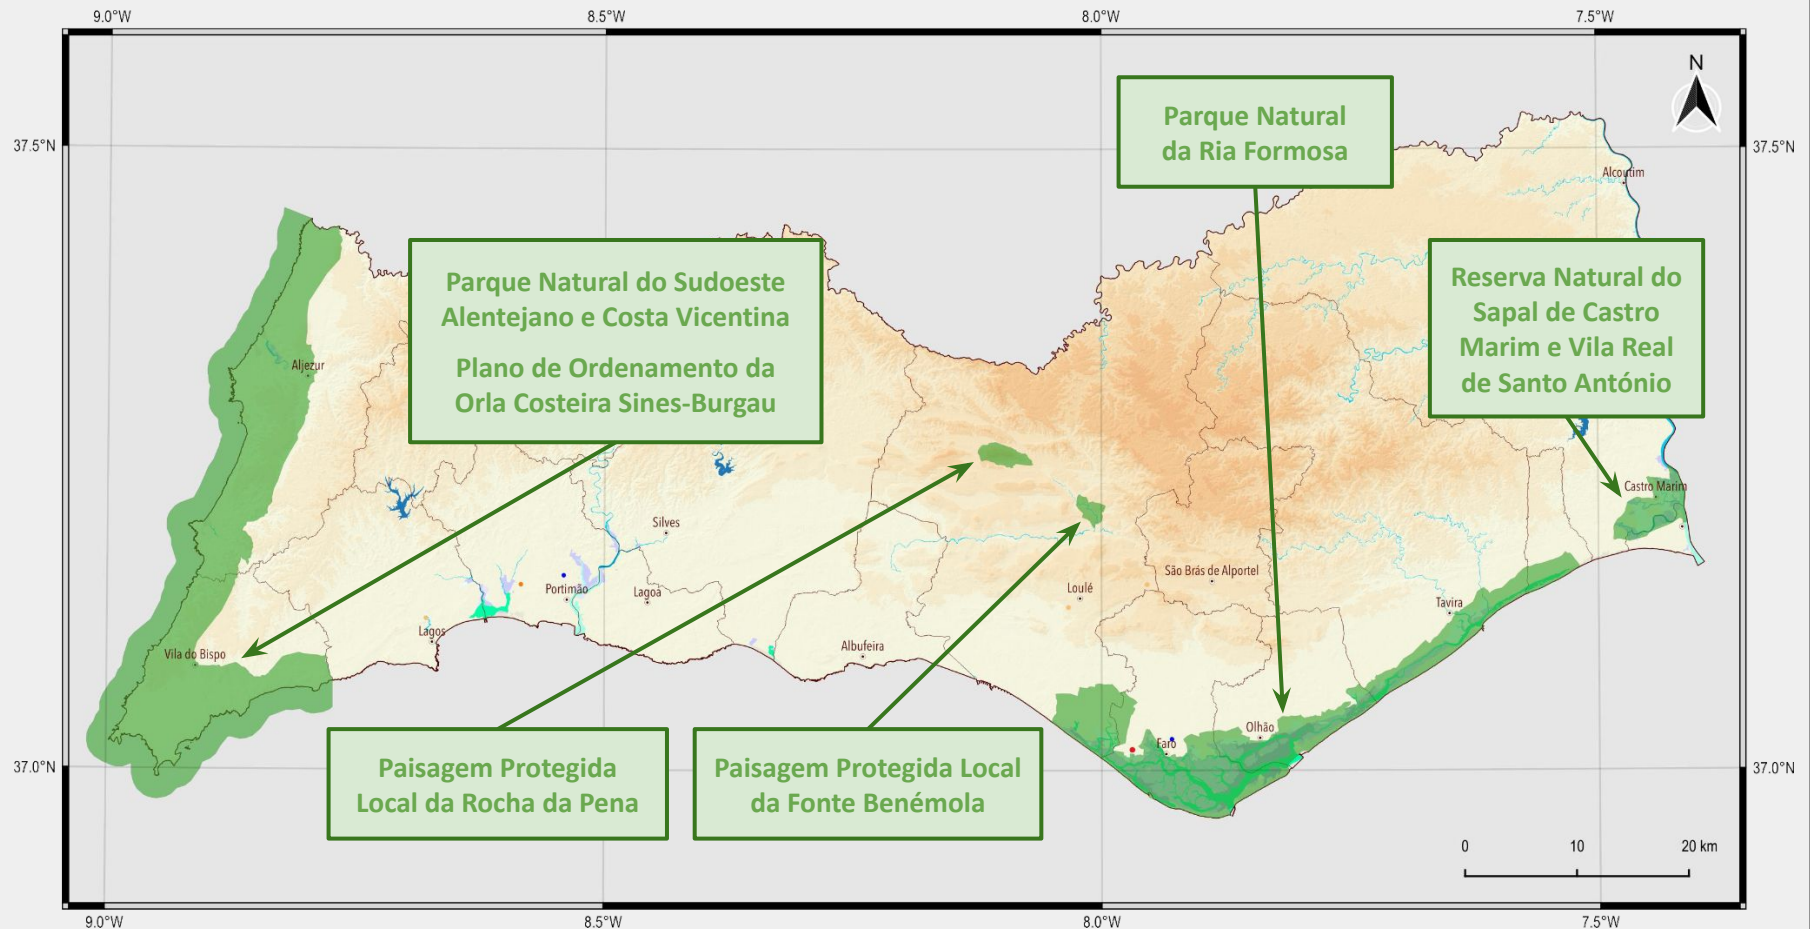 9.0°W
8.5°W
8.0°W
7.5°W
N
37.5°N
37.5°N
Parque Natural
da Ria Formosa
Alcoutim
Parque Natural do Sudoeste
Alentejano e Costa Vicentina
Plano de Ordenamento da
Orla Costeira Sines-Burgau
Reserva Natural do
Sapal de Castro
Marim e Vila Real
de Santo António
Aljezur
Castro Marim
Silves
São Brás de Alportel
Portimão
Lagoa
Loulé
Tavira
Lagos
Vila do Bispo
Albufeira
Olhão
Faro
37.0°N
37.0°N
Paisagem Protegida
Local da Rocha da Pena
Paisagem Protegida Local
da Fonte Benémola
0
10
20 km
9.0°W
8.5°W
8.0°W
7.5°W